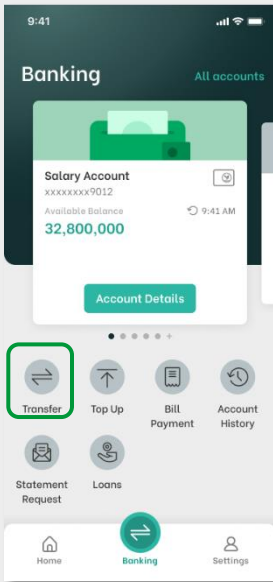 9:41
Banking
All accounts
Salary Account
xxxxxxxx9012
Available Balance
9:41 AM
32,800,000
Account Details
Transfer
Top Up
Bill
Payment
Account
History
Statement
Request
Loans
Home
Banking
Settings